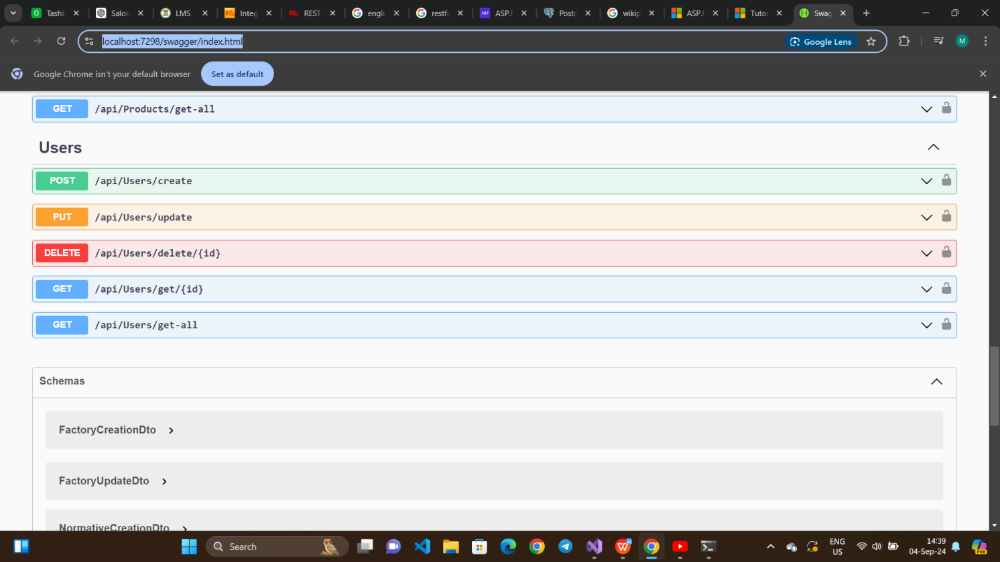 Tashk
Salon
LMS
Integ
REST
englis
restfu
ASP.N
Postg
wikip
ASP.N
Tutor
Swag
localhost:7298/swagger/index.html
Google Lens
M
Google Chrome isn't your default browser
Set as default
GET /api/Products/get-all
Users
POST /api/Users/create
PUT /api/Users/update
DELETE /api/Users/delete/{id}
GET /api/Users/get/{id}
GET /api/Users/get-all
Schemas
FactoryCreationDto
FactoryUpdateDto
NormativeCreationDto
Search
ENG
US
14:39
04-Sep-24
PRE